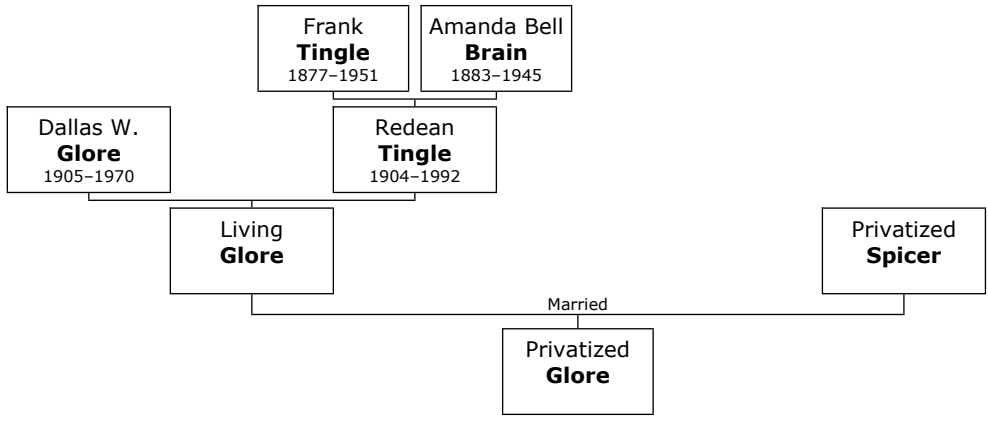 Frank
Tingle
1877–1951
Amanda Bell
Brain
1883–1945
Dallas W.
Glore
1905–1970
Redean
Tingle
1904–1992
Living
Glore
Privatized
Spicer
Married
Privatized
Glore